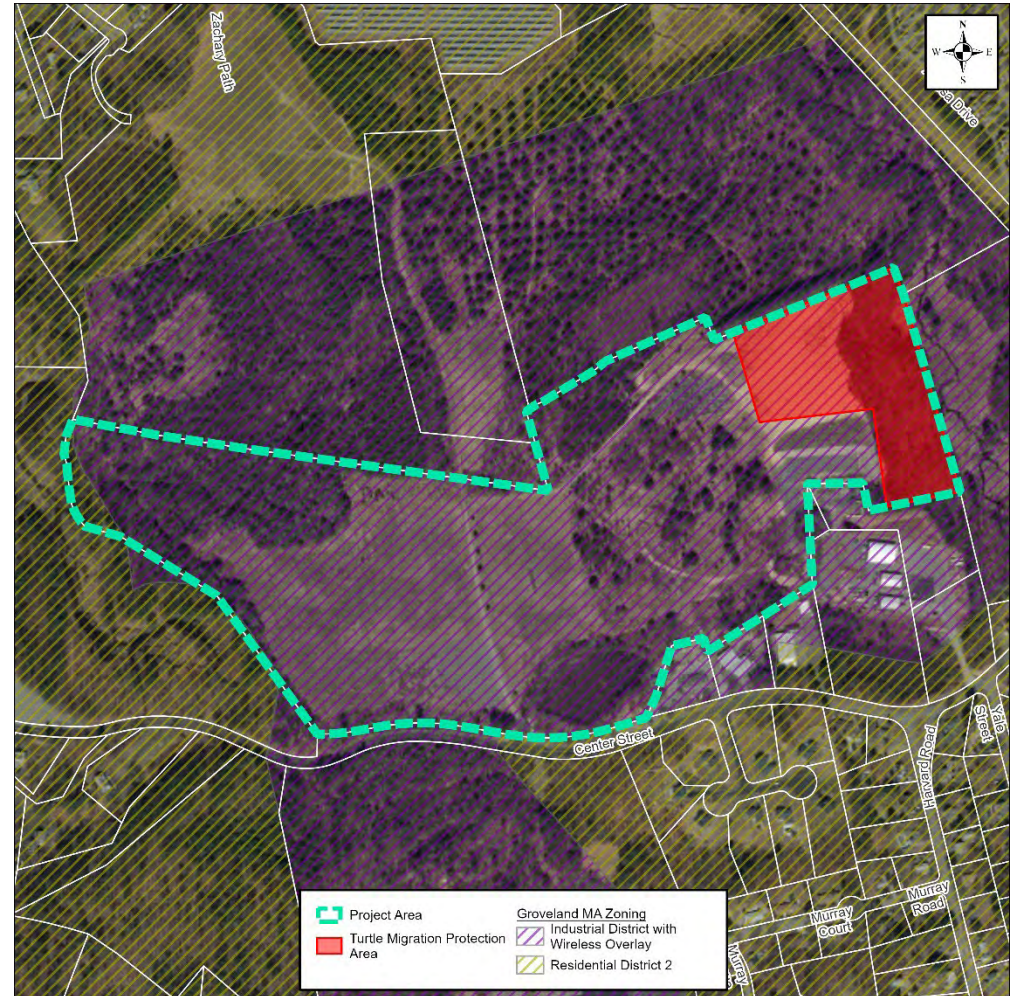 N
W E
S
Zachary Path
sa Drive
Center Street
Yale
Street
Harvard Road
Murray
Road
Murray
Court
Murray
Project Area
Turtle Migration Protection
Area
Groveland MA Zoning
Industrial District with
Wireless Overlay
Residential District 2